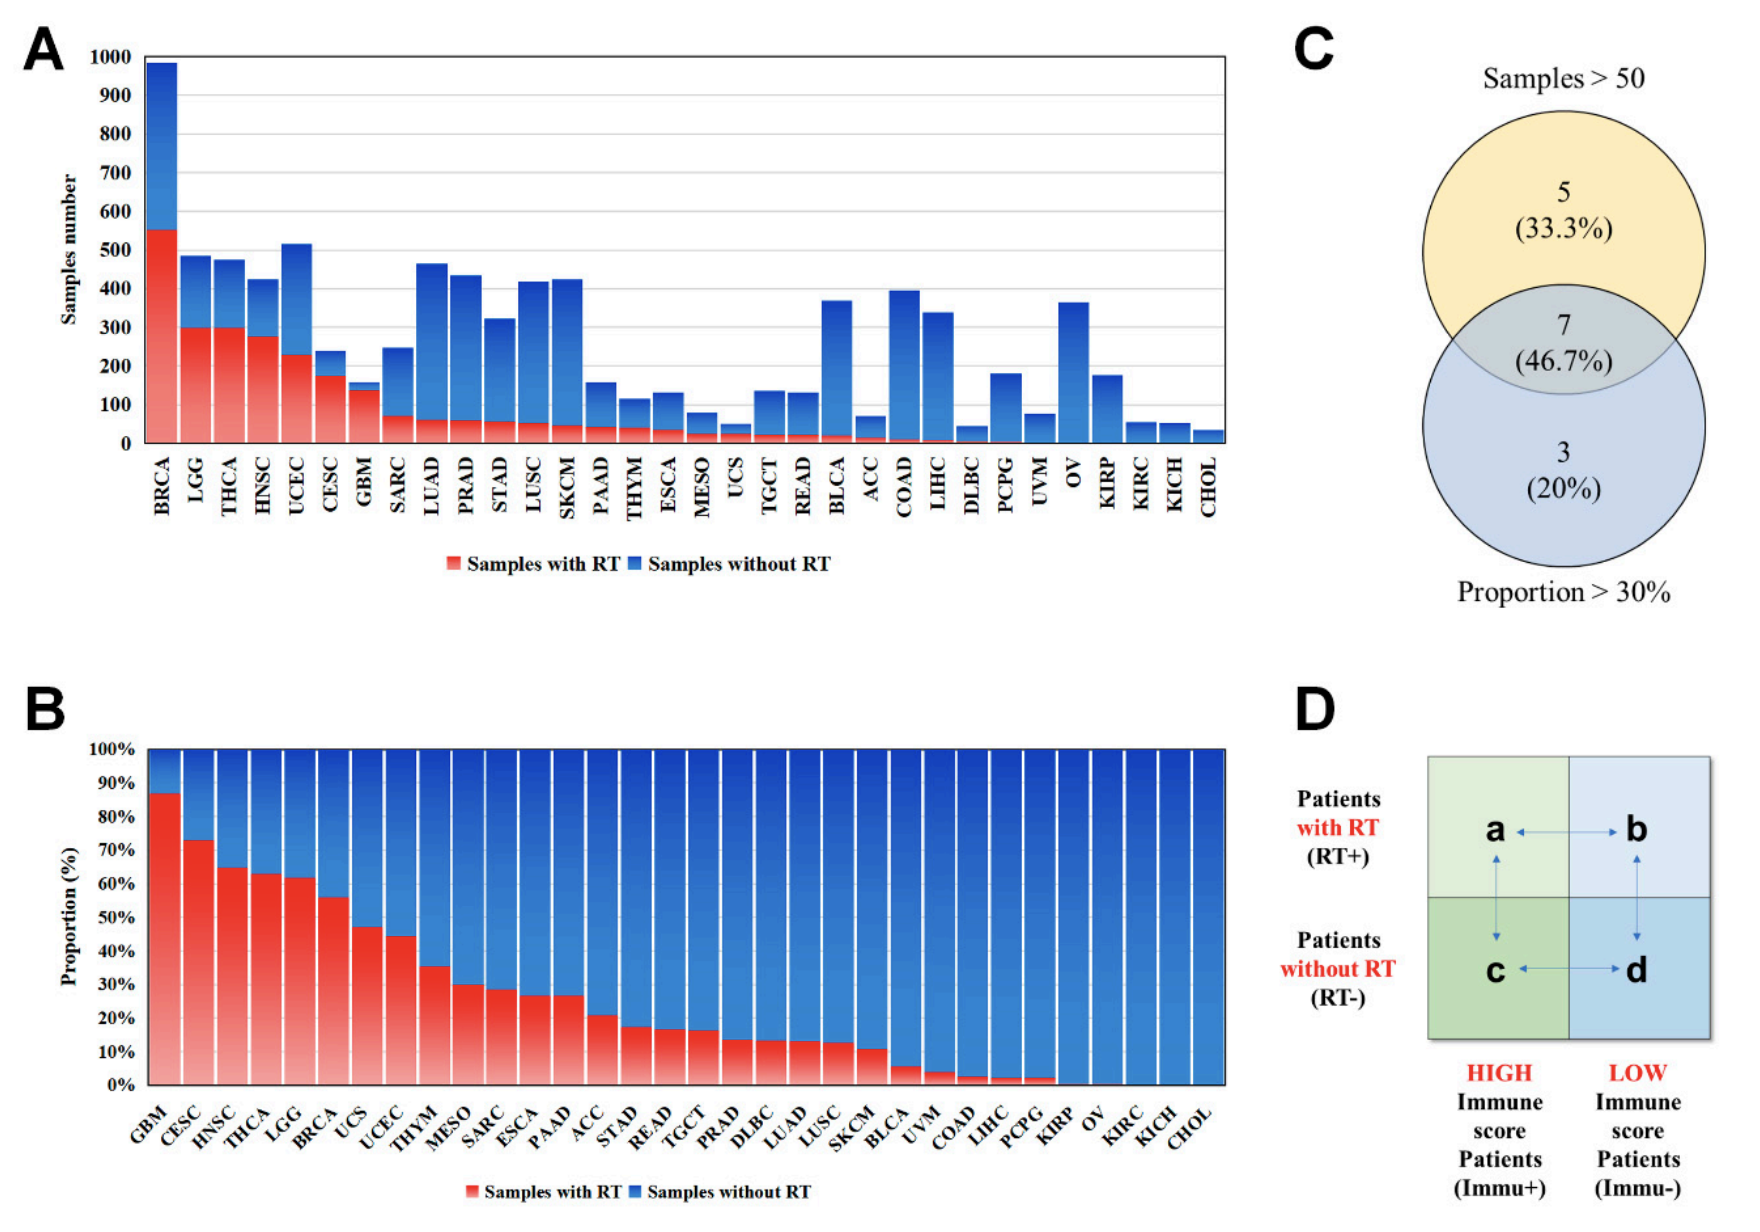 A
1000
900
800
700
600
500
400
300
200
100
0
Samples number
BRCA
LGG
THCA
HNSC
UCEC
CESC
GBM
SARC
LUAD
PRAD
STAD
LUSC
SKCM
PAAD
THYM
ESCA
MESO
UCS
TGCT
READ
BLCA
ACC
COAD
LIHC
DLBC
PCPG
UVM
OV
KIRP
KIRC
KICH
CHOL
Samples with RT
Samples without RT
C
Samples > 50
5
(33.3%)
7
(46.7%)
3
(20%)
Proportion > 30%
B
100%
90%
80%
70%
60%
50%
40%
30%
20%
10%
0%
Proportion (%)
GBM
CESC
HNSC
THCA
LGG
BRCA
UCS
UCEC
THYM
MESO
SARC
ESCA
PAAD
ACC
STAD
READ
TGCT
PRAD
DLBC
LUAD
LUSC
SKCM
BLCA
UVM
COAD
LIHC
PCPG
KIRP
OV
KIRC
KICH
CHOL
Samples with RT
Samples without RT
D
Patients
with RT
(RT+)
a
b
Patients
without RT
(RT-)
c
d
HIGH
Immune
score
Patients
(Immu+)
LOW
Immune
score
Patients
(Immu-)